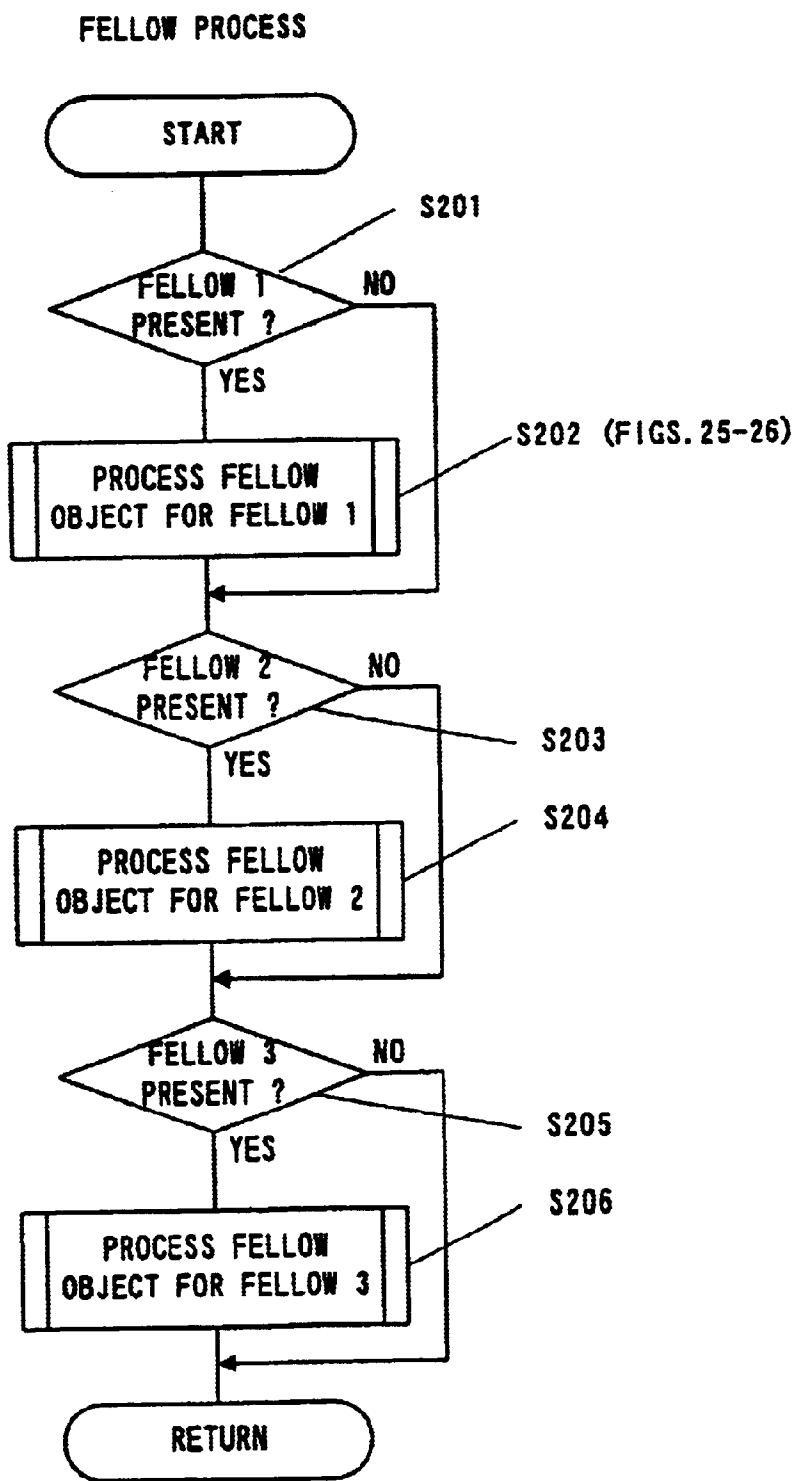 FELLOW PROCESS
START
S201
FELLOW 1
PRESENT ?
NO
YES
S202 (FIGS. 25-26)
PROCESS FELLOW
OBJECT FOR FELLOW 1
FELLOW 2
PRESENT ?
NO
S203
YES
S204
PROCESS FELLOW
OBJECT FOR FELLOW 2
FELLOW 3
PRESENT ?
NO
S205
YES
S206
PROCESS FELLOW
OBJECT FOR FELLOW 3
RETURN